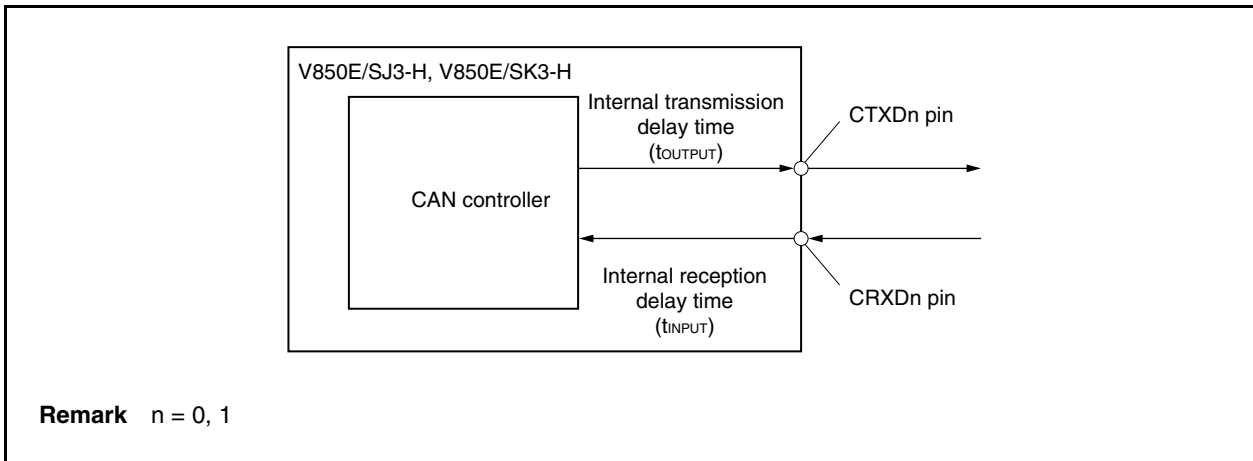 V850E/SJ3-H, V850E/SK3-H
Internal transmission
delay time
(tOUTPUT)
CTXDn pin
CAN controller
Internal reception
delay time
(tINPUT)
CRXDn pin
Remark n = 0, 1